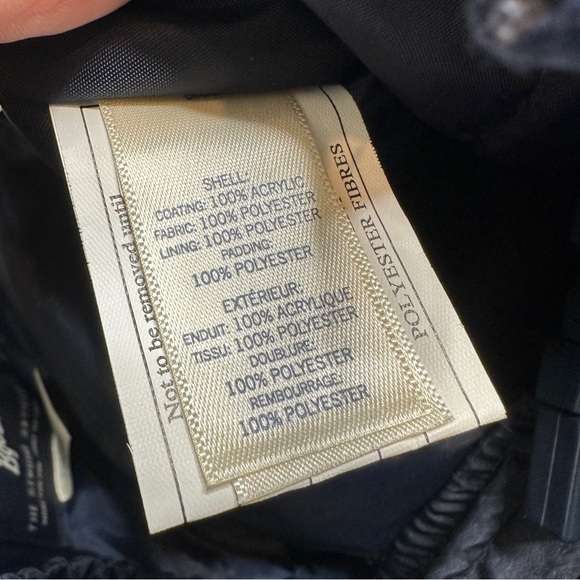 SHELL:
COATING: 100% ACRYLIC
FABRIC: 100% POLYESTER
LINING: 100% POLYESTER
PADDING:
100% POLYESTER
EXTÉRIEUR:
ENDUIT: 100% ACRYLIQUE
TISSU: 100% POLYESTER
DOUBLURE:
100% POLYESTER
REMBOURRAGE:
100% POLYESTER
Not to be removed until
POLYESTER FIBRES